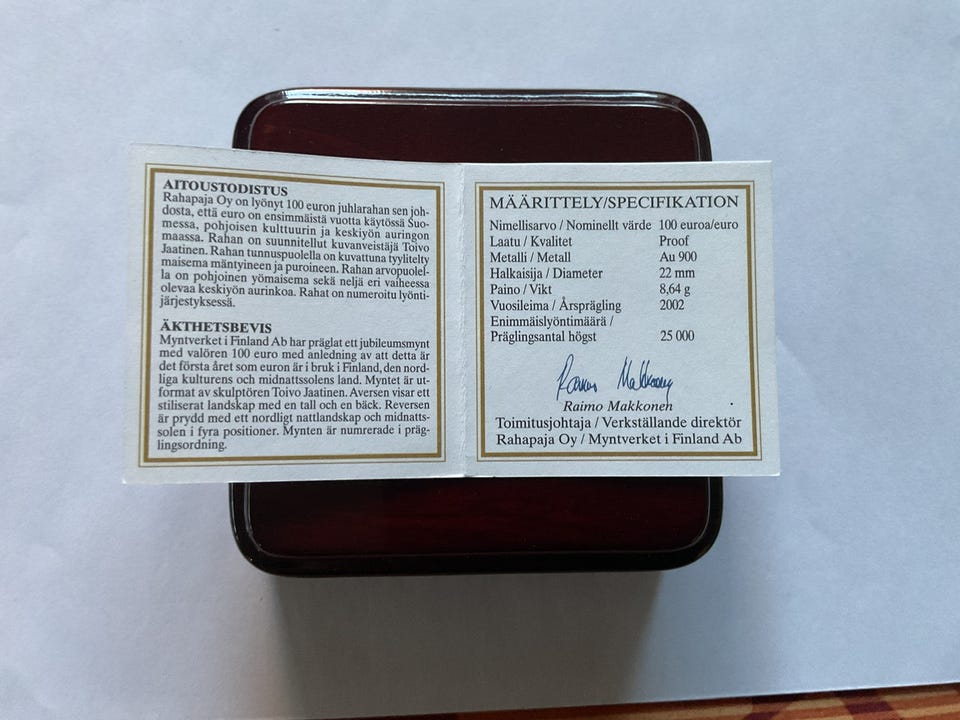 AITOUSTODISTUS
Rahapaja Oy on lyönyt 100 euron juhlarahan sen joh-
dosta, että euro on ensimmäistä vuotta käytössä Suo-
messa, pohjoisen kulttuurin ja keskiyön auringon
maassa. Rahan on suunnitellut kuvanveistäjä Toivo
Jaatinen. Rahan tunnuspuolella on kuvattuna tyylitelty
maisema mäntyineen ja puroineen. Rahan arvopuolel-
la on pohjoinen yömaisema sekä neljä eri vaiheessa
olevaa keskiyön aurinkoa. Rahat on numeroitu lyönti-
järjestyksessä.
ÄKTHETSBEVIS
Myntverket i Finland Ab har präglat ett jubileumsmynt
med valören 100 euro med anledning av att detta är
det första året som euron är i bruk i Finland, den nord-
liga kulturens och midnattssolens land. Myntet är ut-
format av skulptören Toivo Jaatinen. Aversen visar ett
stiliserat landskap med en tall och en bäck. Reversen
är prydd med ett nordligt nattlandskap och midnatts-
solen i fyra positioner. Mynten är numrerade i präg-
lingsordning.
MÄÄRITTELY/SPECIFIKATION
Nimellisarvo / Nominellt värde 100 euroa/euro
Laatu / Kvalitet Proof
Metalli / Metall Au 900
Halkaisija / Diameter 22 mm
Paino / Vikt 8,64 g
Vuosileima / Årsprägling 2002
Enimmäislyöntimäärä /
Präglingsantal högst 25 000
Raimo Makkonen
Raimo Makkonen
Toimitusjohtaja / Verkställande direktör
Rahapaja Oy / Myntverket i Finland Ab